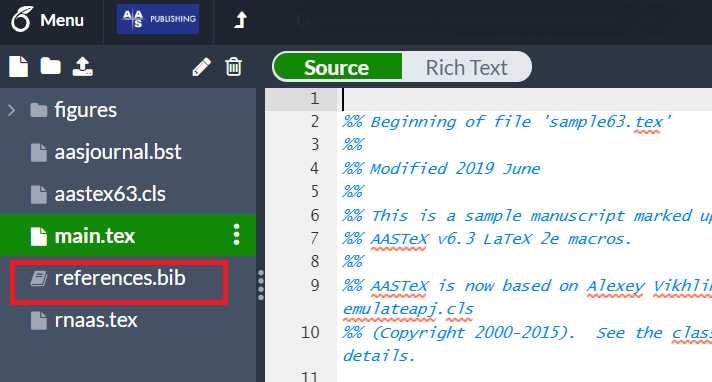 Menu
AAS PUBLISHING
Source
Rich Text
figures
aasjournal.bst
aastex63.cls
main.tex
references.bib
rnaas.tex
1
2 %% Beginning of file 'sample63.tex'
3 %%
4 %% Modified 2019 June
5 %%
6 %% This is a sample manuscript marked up
7 %% AASTeX v6.3 LaTeX 2e macros.
8 %%
9 %% AASTeX is now based on Alexey Vikhlin
emulateapj.cls
10 %% (Copyright 2000-2015).  See the class
details.
11